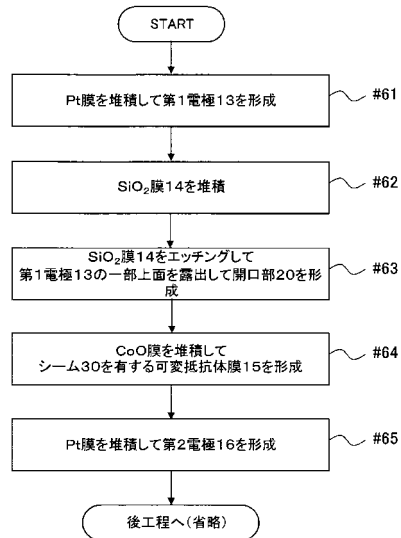 START
Pt膜を堆積して第1電極13を形成
#61
SiO₂膜14を堆積
#62
SiO₂膜14をエッチングして
第1電極13の一部上面を露出して開口部20を形
成
#63
CoO膜を堆積して
シーム30を有する可変抵抗体膜15を形成
#64
Pt膜を堆積して第2電極16を形成
#65
後工程へ(省略)